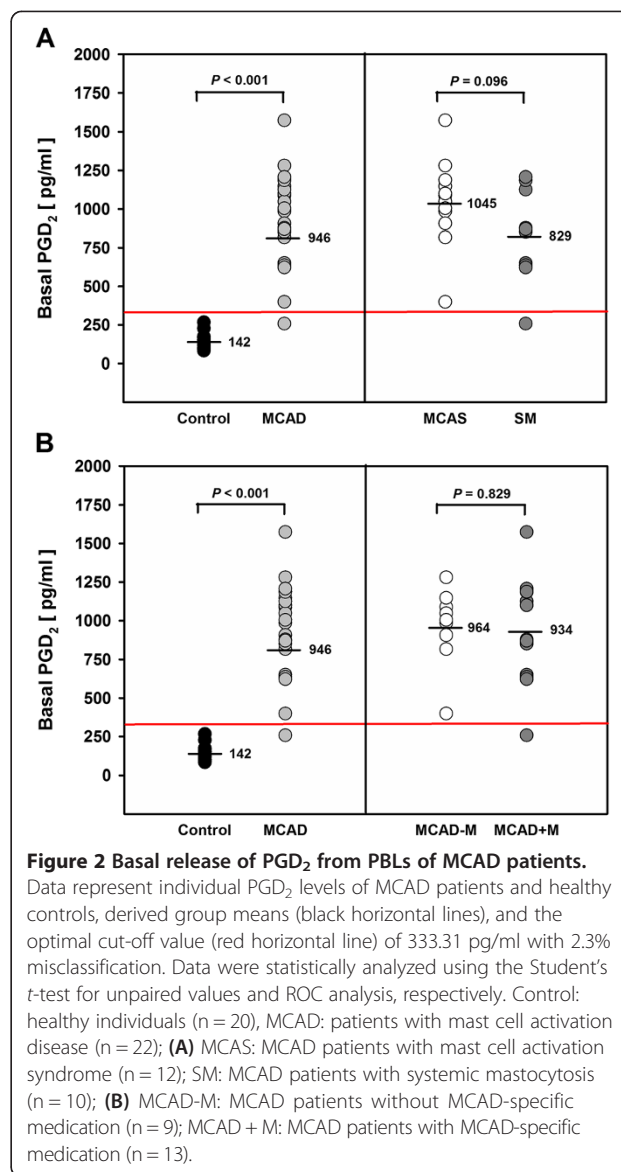 A
2000
1750
1500
1250
1000
750
500
250
0
Basal PGD₂ [ pg/ml ]
P < 0.001
P = 0.096
946
142
1045
829
Control MCAD MCAS SM
B
2000
1750
1500
1250
1000
750
500
250
0
Basal PGD₂ [ pg/ml ]
P < 0.001
P = 0.829
946
142
964
934
Control MCAD MCAD-M MCAD+M
Figure 2 Basal release of PGD₂ from PBLs of MCAD patients.
Data represent individual PGD₂ levels of MCAD patients and healthy
controls, derived group means (black horizontal lines), and the
optimal cut-off value (red horizontal line) of 333.31 pg/ml with 2.3%
misclassification. Data were statistically analyzed using the Student's
t-test for unpaired values and ROC analysis, respectively. Control:
healthy individuals (n = 20), MCAD: patients with mast cell activation
disease (n = 22); (A) MCAS: MCAD patients with mast cell activation
syndrome (n = 12); SM: MCAD patients with systemic mastocytosis
(n = 10); (B) MCAD-M: MCAD patients without MCAD-specific
medication (n = 9); MCAD + M: MCAD patients with MCAD-specific
medication (n = 13).